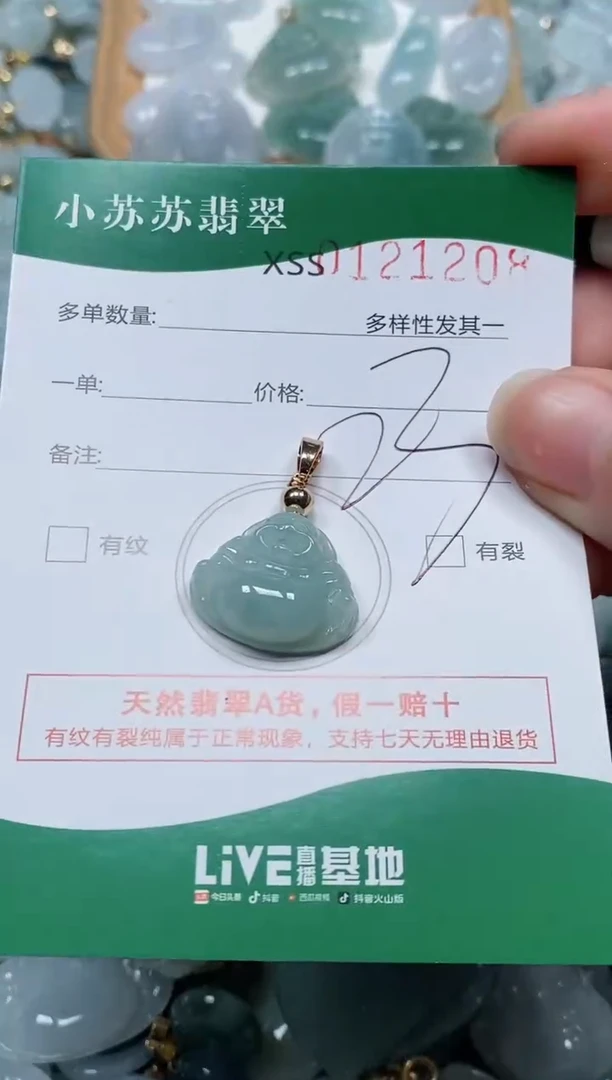 小苏苏翡翠
XSS 0121208
多单数量: 多样性发其一
一单: 价格:
备注:
有纹 有裂
天然翡翠A货，假一赔十
有纹有裂纯属于正常现象，支持七天无理由退货
LIVE直播基地
今日头条 抖音 西瓜视频 抖音火山版